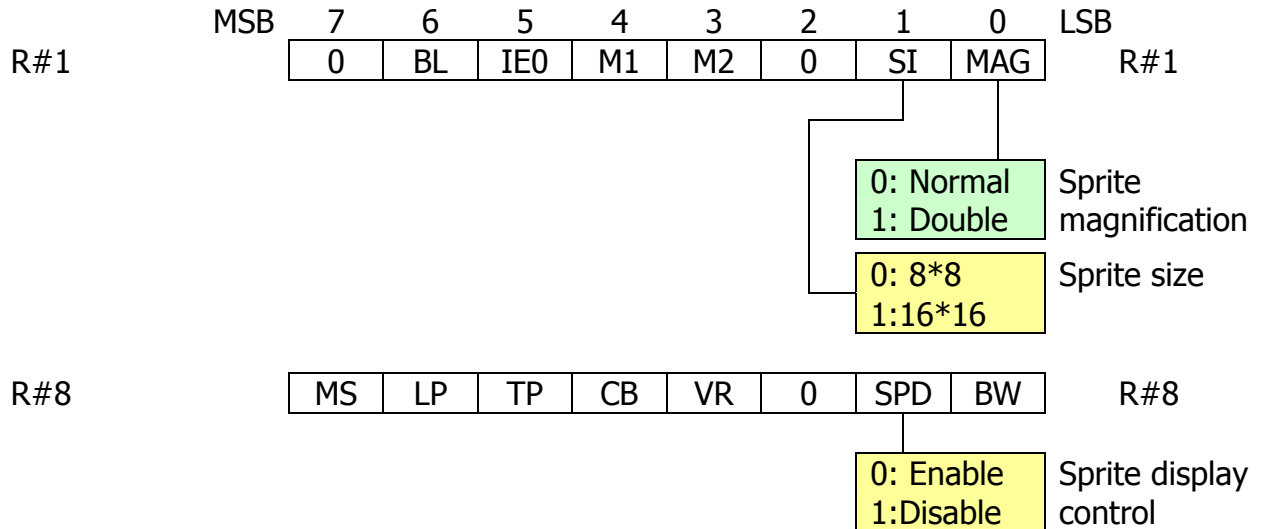 MSB 7 6 5 4 3 2 1 0 LSB
R#1 0 BL IE0 M1 M2 0 SI MAG R#1
0: Normal Sprite
1: Double magnification
0: 8*8 Sprite size
1:16*16
R#8 MS LP TP CB VR 0 SPD BW R#8
0: Enable Sprite display
1:Disable control